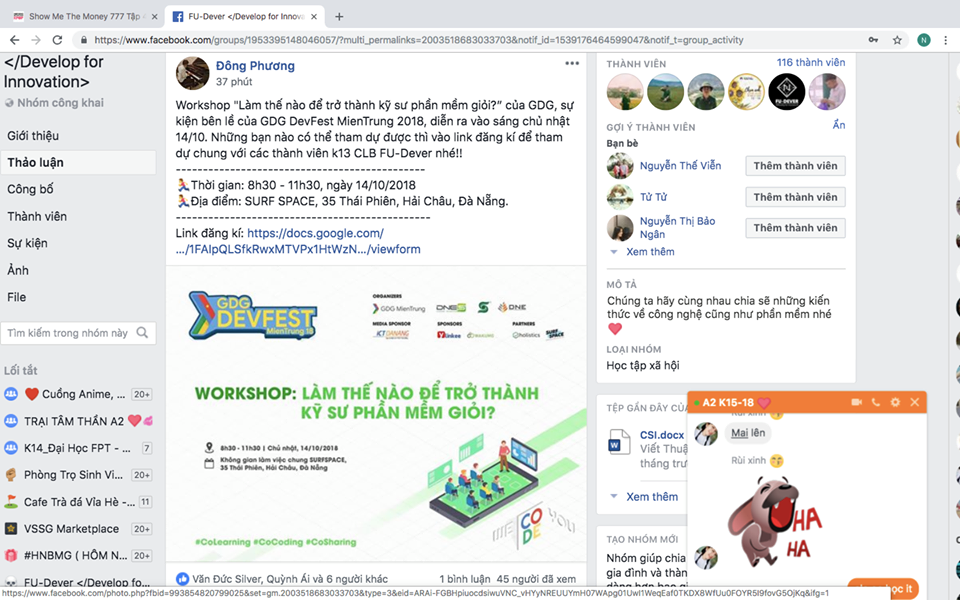 Show Me The Money 777 Tập
FU-Dever </Develop for Innova
https://www.facebook.com/groups/1953395148046057/?multi_permalinks=2003518683033703&notif_id=1539176464599047&notif_t=group_activity
N
</Develop for
Innovation>
Nhóm công khai
Giới thiệu
Thảo luận
Công bố
Thành viên
Sự kiện
Ảnh
File
Tìm kiếm trong nhóm này
Lối tắt
Cuồng Anime, ... 20+
TRẠI TÂM THẦN A2
K14_Đại Học FPT - ... 7
Phòng Trọ Sinh Vi... 20+
Cafe Trà đá Vỉa Hè -... 11
VSSG Marketplace 20+
#HNBMG ( HÔM N... 20+
FU-Dever </Develop fo...
Đông Phương
37 phút
Workshop "Làm thế nào để trở thành kỹ sư phần mềm giỏi?" của GDG, sự
kiện bên lề của GDG DevFest MienTrung 2018, diễn ra vào sáng chủ nhật
14/10. Những bạn nào có thể tham dự được thì vào link đăng kí để tham
dự chung với các thành viên k13 CLB FU-Dever nhé!!
-------------------------------------------
Thời gian: 8h30 - 11h30, ngày 14/10/2018
Địa điểm: SURF SPACE, 35 Thái Phiên, Hải Châu, Đà Nẵng.
--------------------------------------------
Link đăng kí: https://docs.google.com/
.../1FAIpQLSfkRwxMTVPx1HtWzN.../viewform
GDG
DEVFEST
MienTrung 18
ORGANIZERS
GDG MienTrung
DNES
DNE
MEDIA SPONSOR
SPONSORS
PARTNERS
ICT DANANG
holistics
SURF SPACE
WORKSHOP: LÀM THẾ NÀO ĐỂ TRỞ THÀNH
KỸ SƯ PHẦN MỀM GIỎI?
8h30 - 11h30 | Chủ nhật, 14/10/2018
Không gian làm việc chung SURFSPACE,
35 Thái Phiên, Hải Châu, Đà Nẵng
WE CODE YOU
#CoLearning #CoCoding #CoSharing
Văn Đức Silver, Quỳnh Ái và 6 người khác
1 bình luận 45 người đã xem
THÀNH VIÊN
116 thành viên
FU-DEVER
GỢI Ý THÀNH VIÊN
Ẩn
Bạn bè
Nguyễn Thế Viễn
Thêm thành viên
Tử Tử
Thêm thành viên
Nguyễn Thị Bảo
Ngân
Thêm thành viên
Xem thêm
MÔ TẢ
Chúng ta hãy cùng nhau chia sẽ những kiến
thức về công nghệ cũng như phần mềm nhé
LOẠI NHÓM
Học tập xã hội
TỆP GẦN ĐÂY CỦA
CSI.docx
Viết Thuậ
tháng trư
Xem thêm
TẠO NHÓM MỚI
Nhóm giúp chia
gia đình và thàn
A2 K15-18
Rùi xinh
Mai lên
Rùi xinh
HA
HA
học ít
https://www.facebook.com/photo.php?fbid=993854820799025&set=gm.2003518683033703&type=3&eid=ARAi-FGBHpiuocdsiwuVNC_vHYyNREUUYmH07WApg01UwI1WeqEaf0TKDX8WfUu0FOYR5I9fovG5OjKq&ifg=1